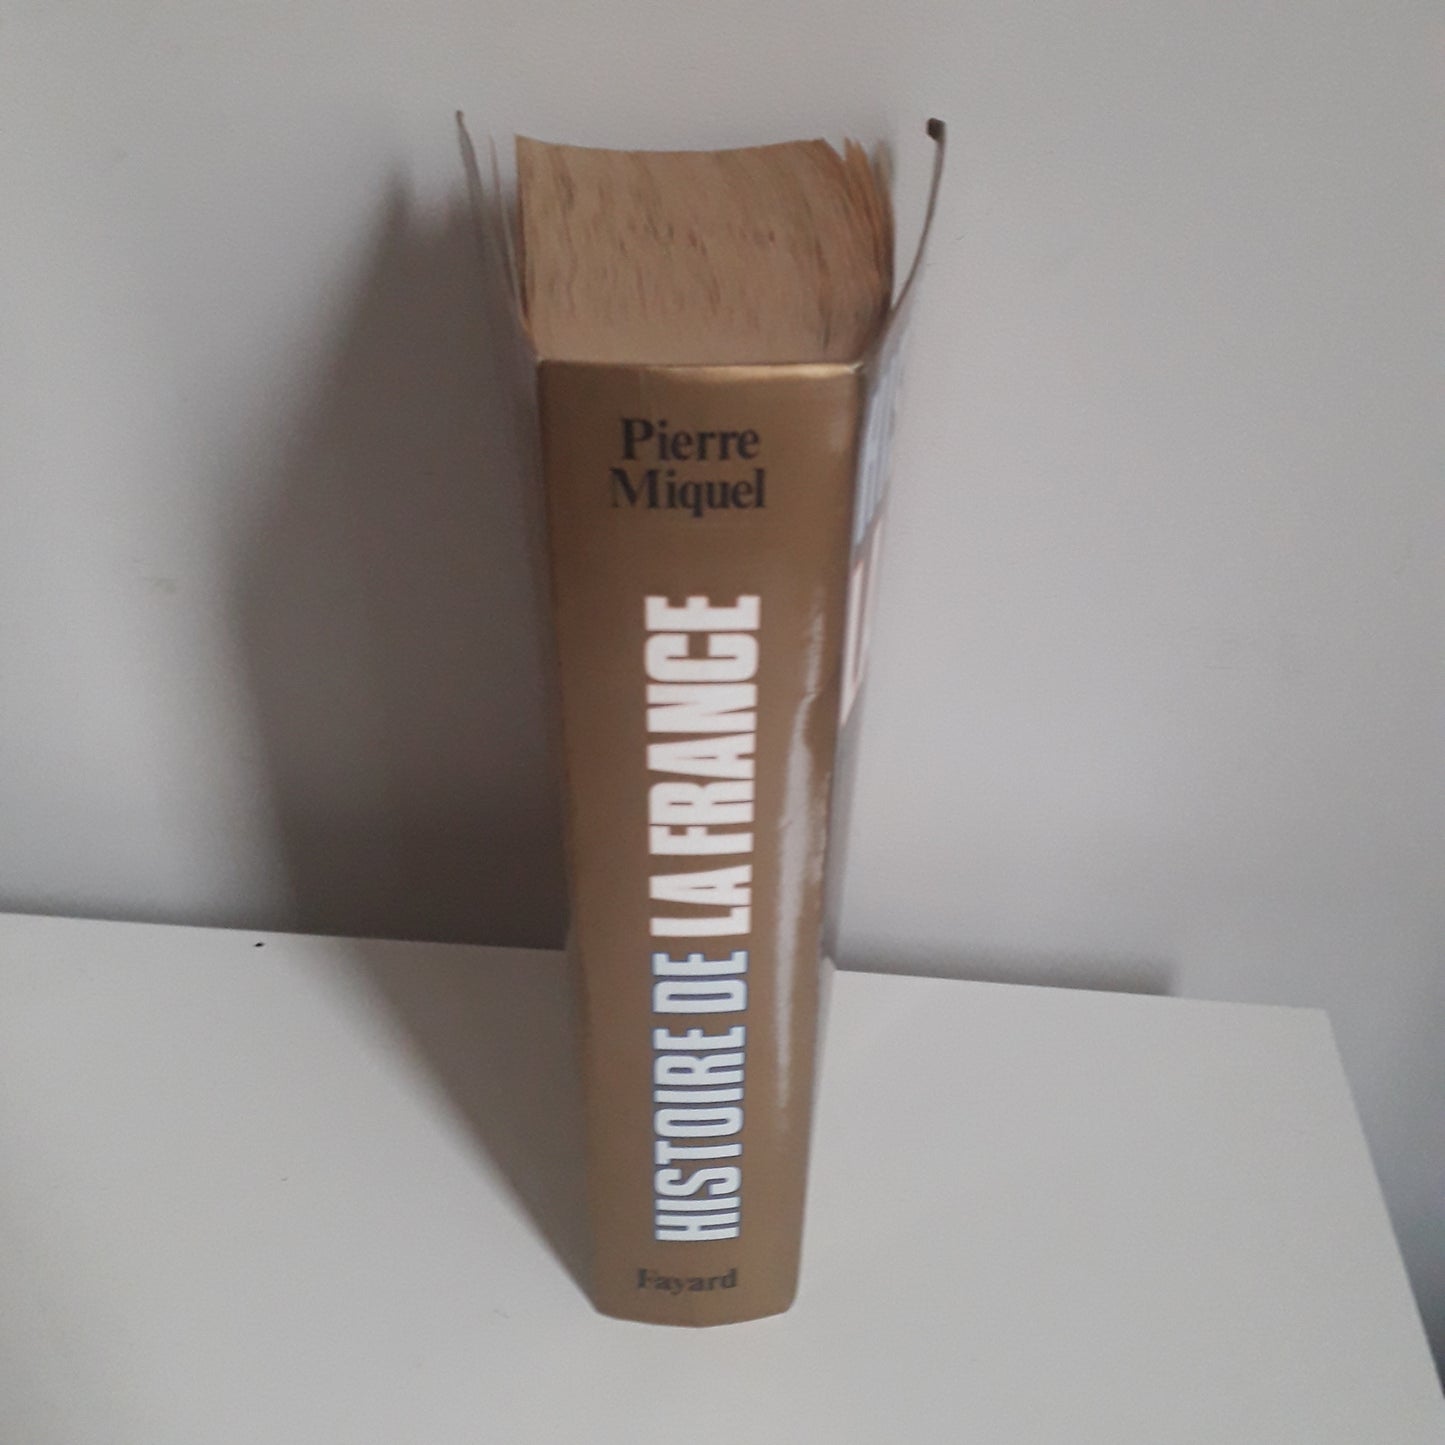 Pierre
Miquel
HISTOIRE DE LA FRANCE
Fayard